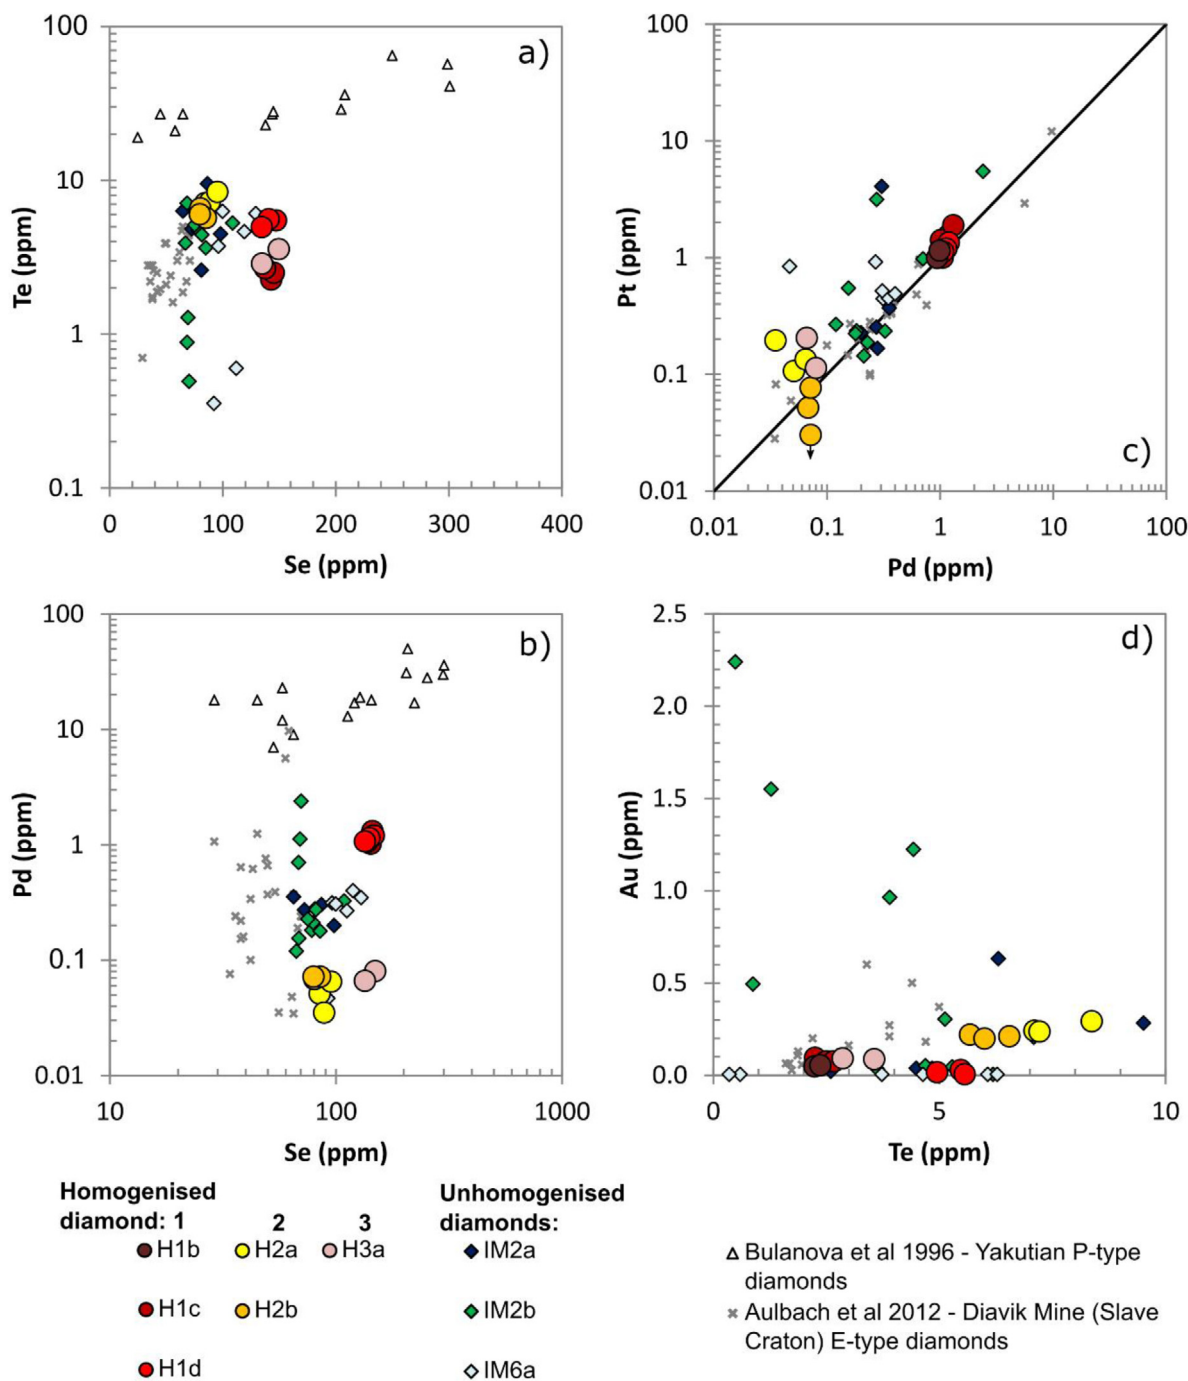 100
10
1
0.1
Te (ppm)
a)
0
100
200
300
400
Se (ppm)
100
10
1
0.1
0.01
Pt (ppm)
c)
0.01
0.1
1
10
100
Pd (ppm)
100
10
1
0.1
0.01
Pd (ppm)
b)
10
100
1000
Se (ppm)
2.5
2.0
1.5
1.0
0.5
0.0
Au (ppm)
d)
0
5
10
Te (ppm)
Homogenised
diamond: 1 2 3
H1b H2a H3a
H1c H2b
H1d
Unhomogenised
diamonds:
IM2a
IM2b
IM6a
Bulanova et al 1996 - Yakutian P-type
diamonds
Aulbach et al 2012 - Diavik Mine (Slave
Craton) E-type diamonds